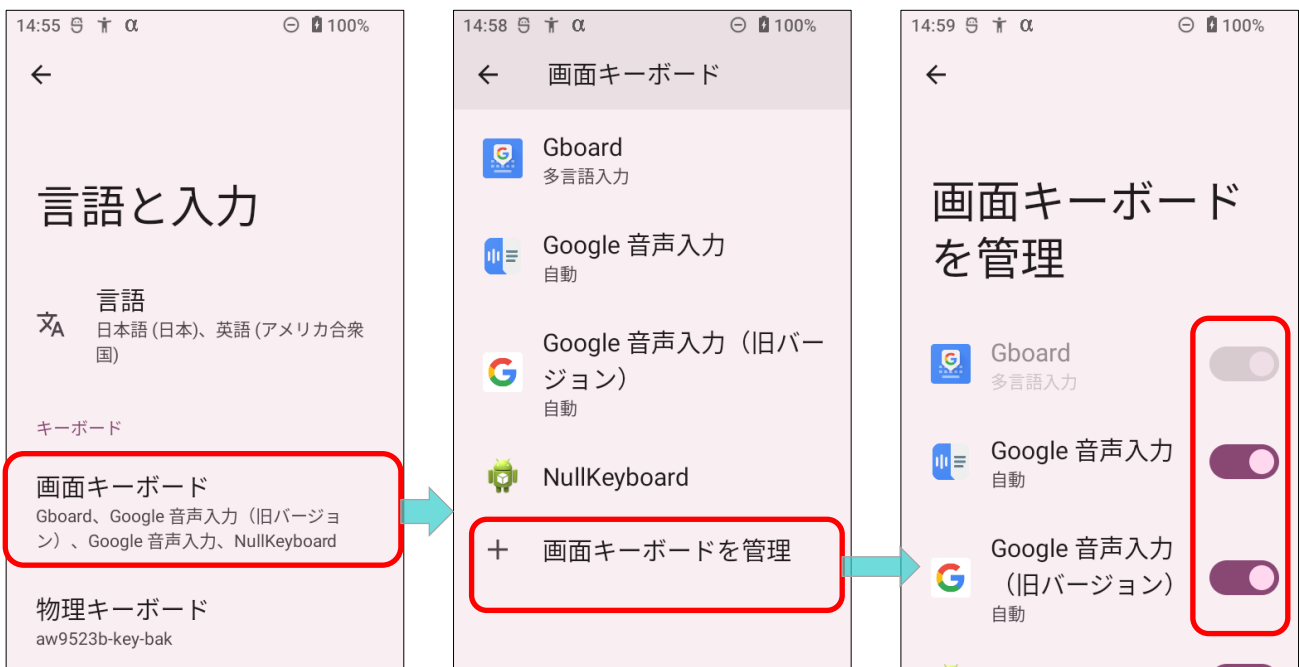 14:55 α 100%
言語と入力
言語
日本語 (日本)、英語 (アメリカ合衆
国)
キーボード
画面キーボード
Gboard、Google 音声入力（旧バージョ
ン）、Google 音声入力、NullKeyboard
物理キーボード
aw9523b-key-bak
14:58 α 100%
画面キーボード
Gboard
多言語入力
Google 音声入力
自動
Google 音声入力（旧バー
ジョン）
自動
NullKeyboard
画面キーボードを管理
14:59 α 100%
画面キーボード
を管理
Gboard
多言語入力
Google 音声入力
自動
Google 音声入力
（旧バージョン）
自動